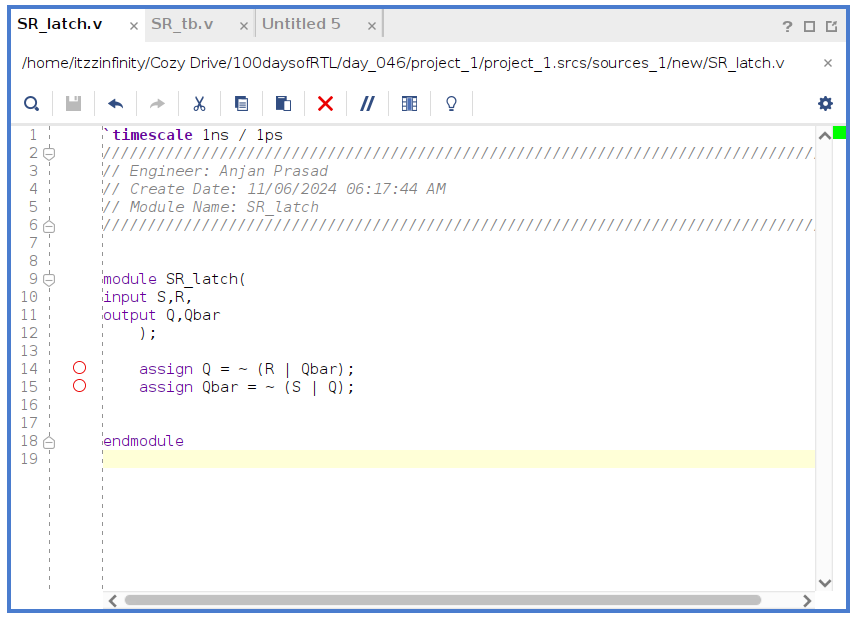 SR_latch.v × SR_tb.v × Untitled 5 × ?
/home/itzzinfinity/Cozy Drive/100daysofRTL/day_046/project_1/project_1.srcs/sources_1/new/SR_latch.v ×
1 `timescale 1ns / 1ps
2 ///////////////////////////////////////////////////////////////////////////////
3 // Engineer: Anjan Prasad
4 // Create Date: 11/06/2024 06:17:44 AM
5 // Module Name: SR_latch
6 ///////////////////////////////////////////////////////////////////////////////
7
8
9 module SR_latch(
10 input S,R,
11 output Q,Qbar
12 );
13
14 assign Q = ~ (R | Qbar);
15 assign Qbar = ~ (S | Q);
16
17
18 endmodule
19